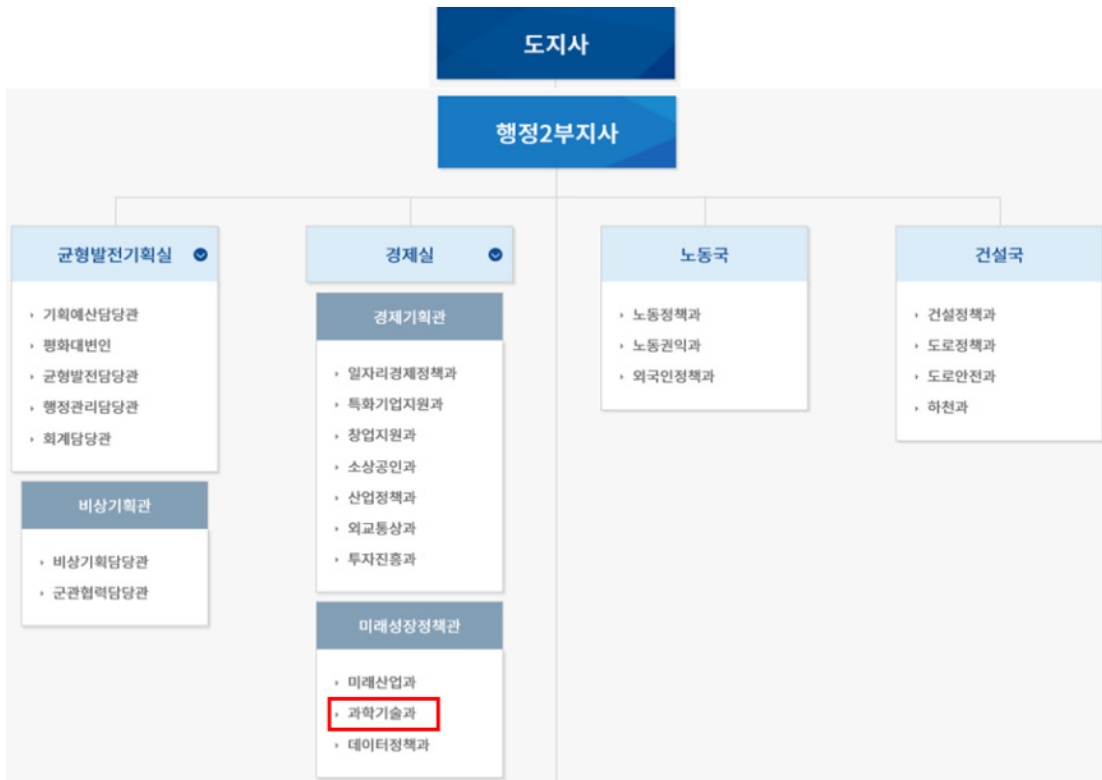 도지사
행정2부지사
균형발전기획실
기획예산담당관
평화대변인
균형발전담당관
행정관리담당관
회계담당관
비상기획관
비상기획담당관
군관협력담당관
경제실
경제기획관
일자리경제정책과
특화기업지원과
창업지원과
소상공인과
산업정책과
외교통상과
투자진흥과
미래성장정책관
미래산업과
과학기술과
데이터정책과
노동국
노동정책과
노동권익과
외국인정책과
건설국
건설정책과
도로정책과
도로안전과
하천과